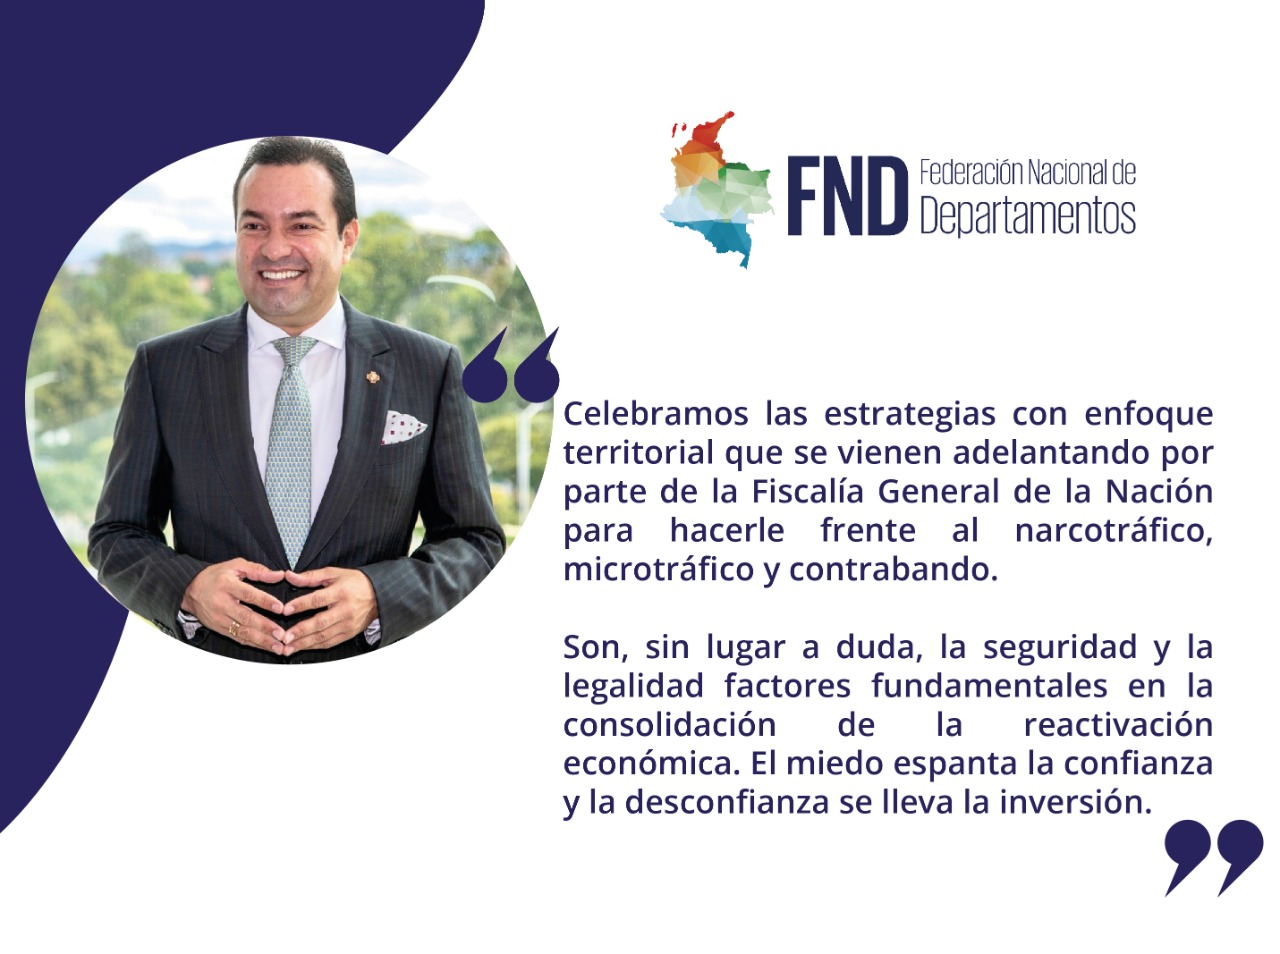 FND Federación Nacional de
Departamentos
Celebramos las estrategias con enfoque
territorial que se vienen adelantando por
parte de la Fiscalía General de la Nación
para hacerle frente al narcotráfico,
microtráfico y contrabando.
Son, sin lugar a duda, la seguridad y la
legalidad factores fundamentales en la
consolidación de la reactivación
económica. El miedo espanta la confianza
y la desconfianza se lleva la inversión.